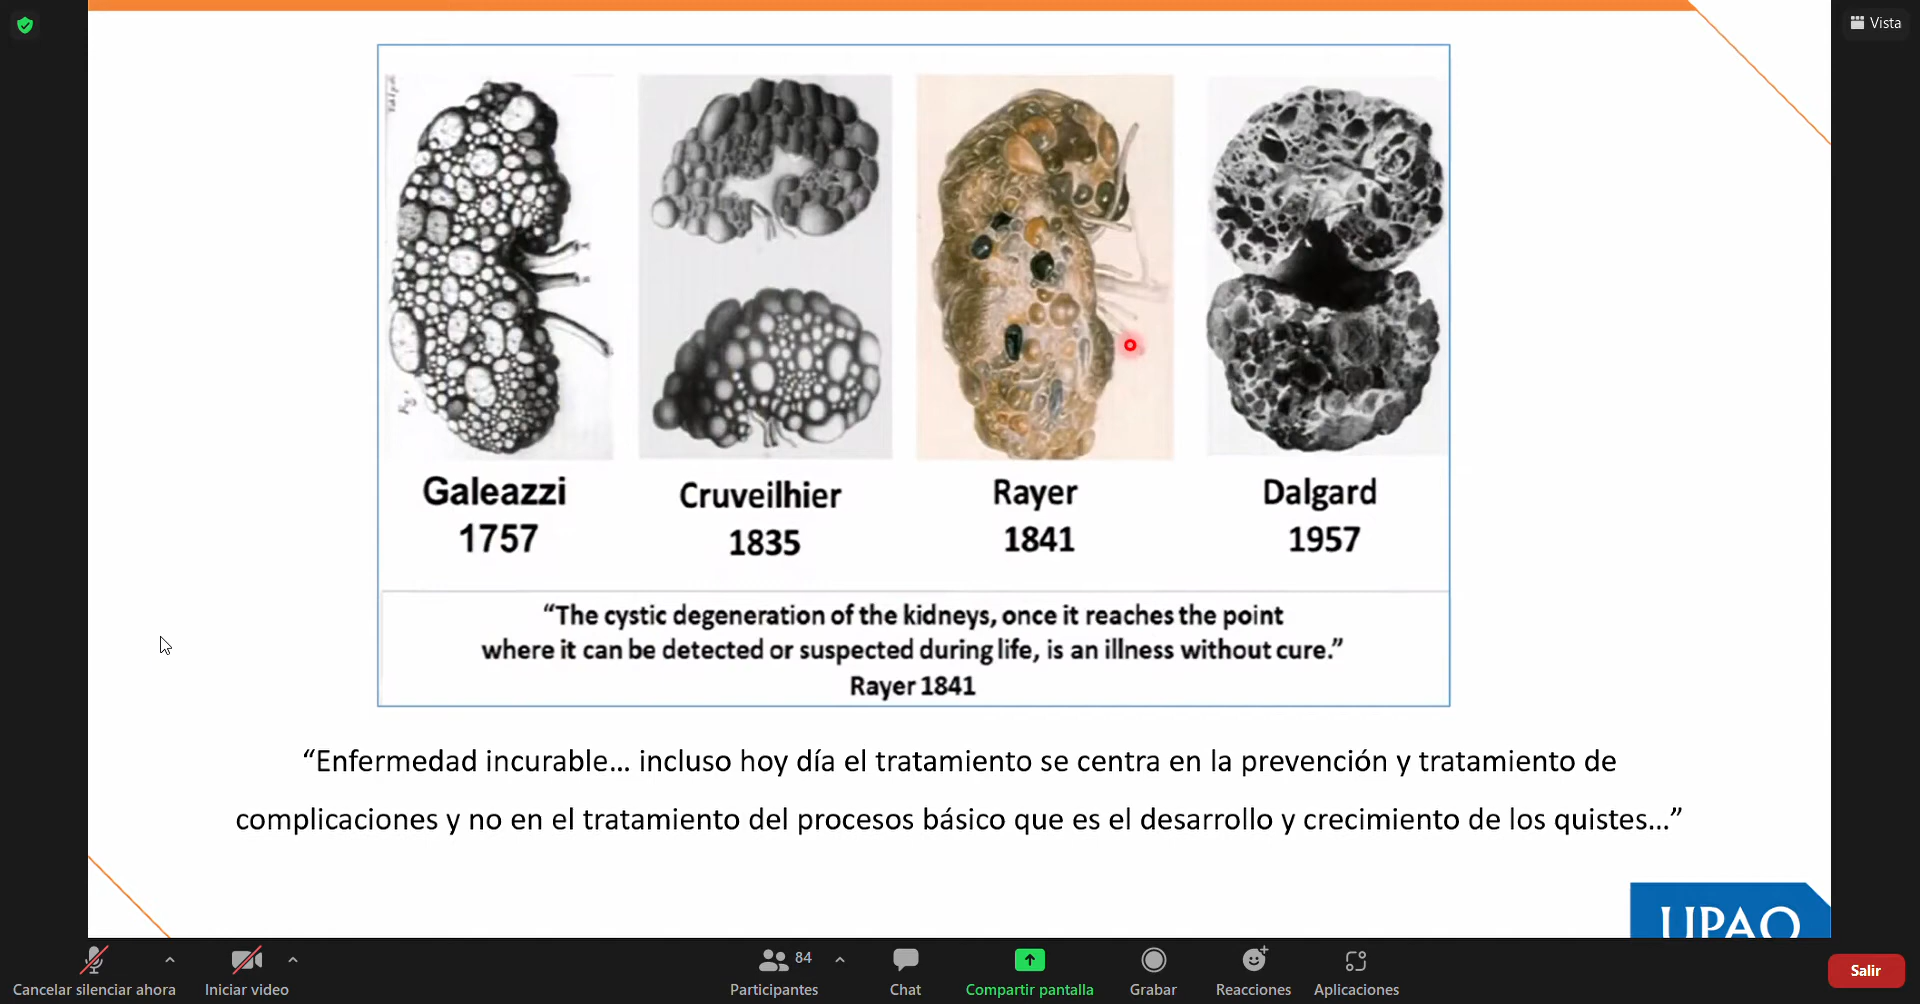 Vista
Galeazzi
1757
Cruveilhier
1835
Rayer
1841
Dalgard
1957
“The cystic degeneration of the kidneys, once it reaches the point
where it can be detected or suspected during life, is an illness without cure.”
Rayer 1841
“Enfermedad incurable... incluso hoy día el tratamiento se centra en la prevención y tratamiento de
complicaciones y no en el tratamiento del procesos básico que es el desarrollo y crecimiento de los quistes...”
UPAO
Cancelar silenciar ahora
Iniciar video
84
Participantes
Chat
Compartir pantalla
Grabar
Reacciones
Aplicaciones
Salir